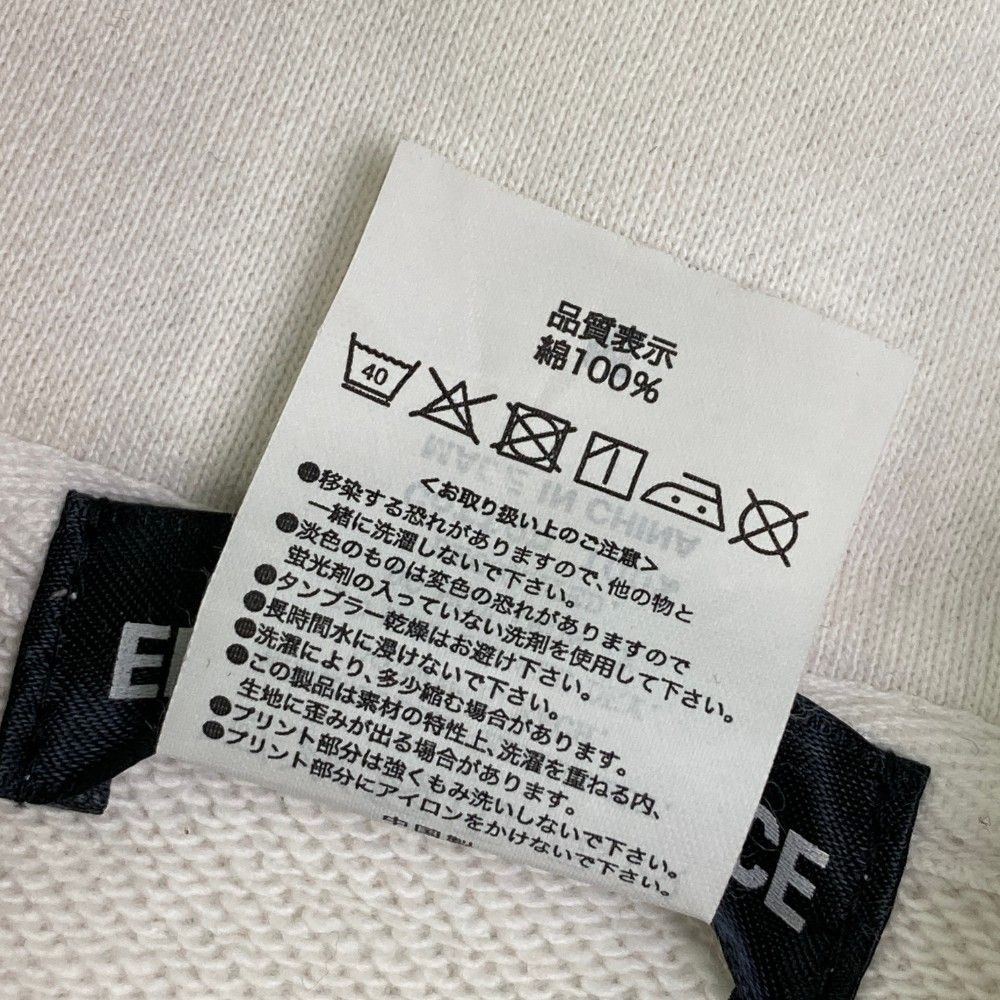 品質表示
綿100%
40
<お取り扱い上のご注意>
●移染する恐れがありますので、他の物と
一緒に洗濯しないで下さい。
●淡色のものは変色の恐れがありますので
蛍光剤の入っていない洗剤を使用して下さい。
●タンブラー乾燥はお避け下さい。
●長時間水に浸けないで下さい。
●洗濯により、多少縮む場合があります。
●この製品は素材の特性上、洗濯を重ねる内、
生地に歪みが出る場合があります。
●プリント部分は強くもみ洗いしないで下さい。
●プリント部分にアイロンをかけないで下さい。
中国製
MADE IN CHINA
CE